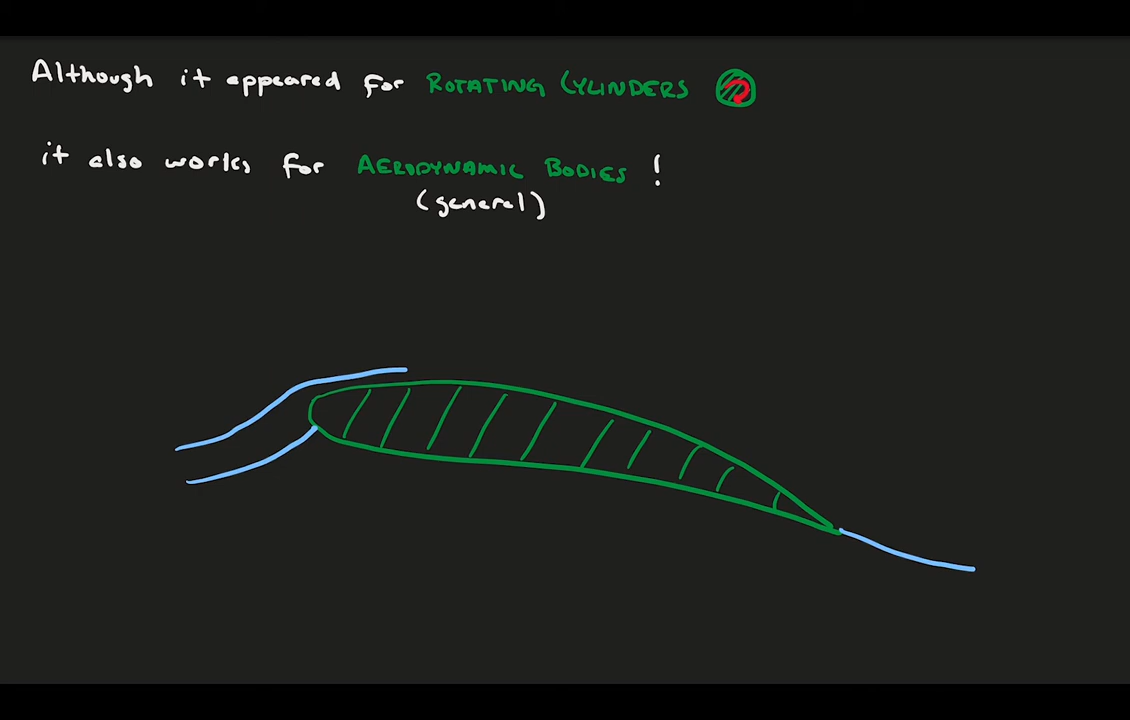 Although it appeared for ROTATING CYLINDERS
it also works for AERODYNAMIC BODIES !
(general)